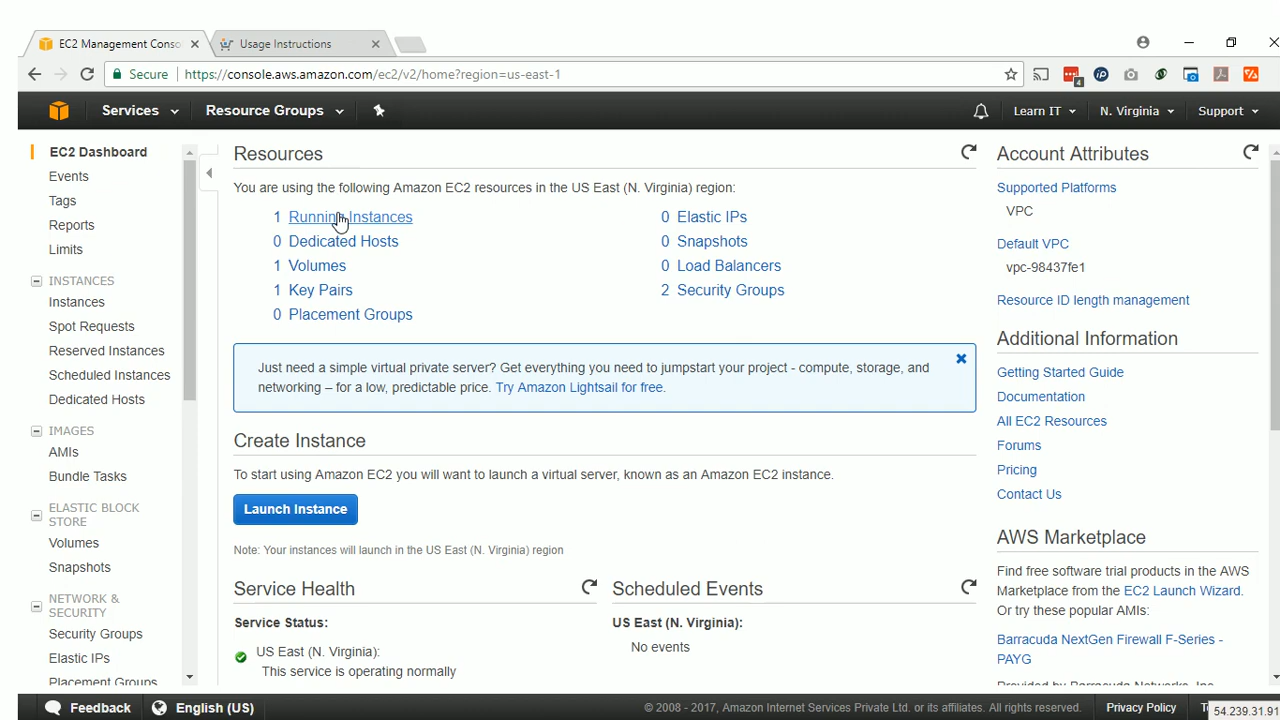 EC2 Management Conso
Usage Instructions
Secure
https://console.aws.amazon.com/ec2/v2/home?region=us-east-1
4
Services
Resource Groups
Learn IT
N. Virginia
Support
EC2 Dashboard
Events
Tags
Reports
Limits
INSTANCES
Instances
Spot Requests
Reserved Instances
Scheduled Instances
Dedicated Hosts
IMAGES
AMIs
Bundle Tasks
ELASTIC BLOCK
STORE
Volumes
Snapshots
NETWORK &
SECURITY
Security Groups
Elastic IPs
Placement Groups
Resources
You are using the following Amazon EC2 resources in the US East (N. Virginia) region:
1 Running Instances
0 Elastic IPs
0 Dedicated Hosts
0 Snapshots
1 Volumes
0 Load Balancers
1 Key Pairs
2 Security Groups
0 Placement Groups
Just need a simple virtual private server? Get everything you need to jumpstart your project - compute, storage, and
networking – for a low, predictable price. Try Amazon Lightsail for free.
Create Instance
To start using Amazon EC2 you will want to launch a virtual server, known as an Amazon EC2 instance.
Launch Instance
Note: Your instances will launch in the US East (N. Virginia) region
Service Health
Service Status:
US East (N. Virginia):
This service is operating normally
Scheduled Events
US East (N. Virginia):
No events
Account Attributes
Supported Platforms
VPC
Default VPC
vpc-98437fe1
Resource ID length management
Additional Information
Getting Started Guide
Documentation
All EC2 Resources
Forums
Pricing
Contact Us
AWS Marketplace
Find free software trial products in the AWS
Marketplace from the EC2 Launch Wizard.
Or try these popular AMIs:
Barracuda NextGen Firewall F-Series -
PAYG
Provided by Barracuda Networks, Inc.
Feedback
English (US)
© 2008 - 2017, Amazon Internet Services Private Ltd. or its affiliates. All rights reserved.
Privacy Policy
54.239.31.91